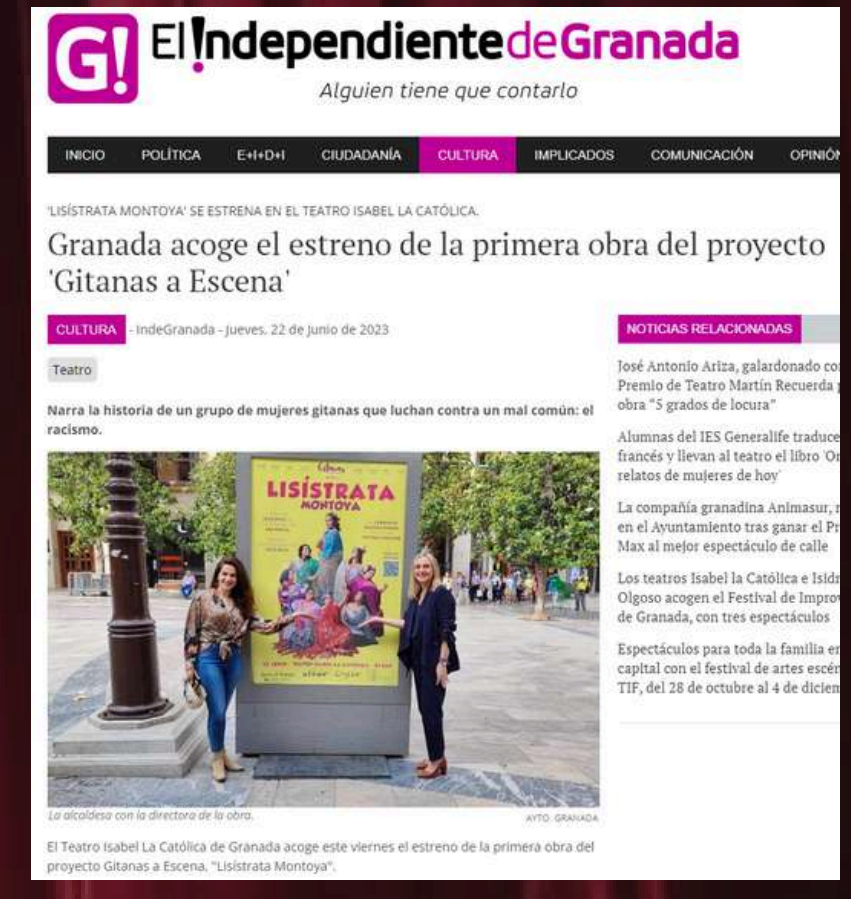 G!
El !ndependiente de Granada
Alguien tiene que contarlo
INICIO POLÍTICA E+I+D+I CIUDADANÍA CULTURA IMPLICADOS COMUNICACIÓN OPINIÓN
'LISÍSTRATA MONTOYA' SE ESTRENA EN EL TEATRO ISABEL LA CATÓLICA.
Granada acoge el estreno de la primera obra del proyecto
'Gitanas a Escena'
CULTURA - IndeGranada - Jueves, 22 de Junio de 2023
Teatro
Narra la historia de un grupo de mujeres gitanas que luchan contra un mal común: el
racismo.
LISÍSTRATA
MONTOYA
La alcaldesa con la directora de la obra.
AYTO. GRANADA
El Teatro Isabel La Católica de Granada acoge este viernes el estreno de la primera obra del
proyecto Gitanas a Escena, "Lisístrata Montoya".
NOTICIAS RELACIONADAS
José Antonio Ariza, galardonado
Premio de Teatro Martín Recuerda
obra "5 grados de locura"
Alumnas del IES Generalife
francés y llevan al teatro el libro
relatos de mujeres de hoy'
La compañía granadina Animasur,
en el Ayuntamiento tras ganar el
Max al mejor espectáculo de calle
Los teatros Isabel la Católica e
Olgoso acogen el Festival de
de Granada, con tres espectáculos
Espectáculos para toda la familia
capital con el festival de artes
TIF, del 28 de octubre al 4 de